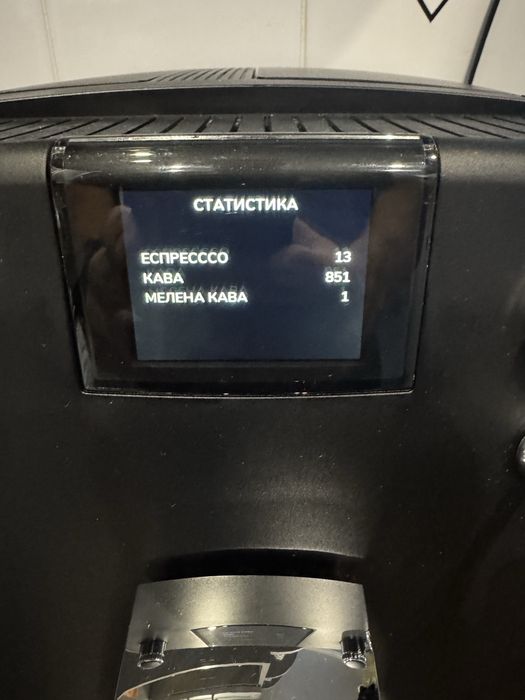 СТАТИСТИКА
ЕСПРЕСССО 13
КАВА 851
МЕЛЕНА КАВА 1